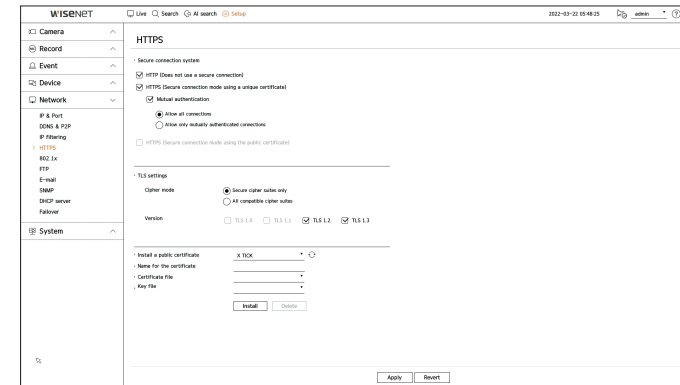 WISENET
Live Search AI search Setup
2022-03-22 05:48:25 admin
Camera
Record
Event
Device
Network
IP & Port
DDNS & P2P
IP filtering
HTTPS
802.1x
FTP
E-mail
SNMP
DHCP server
Failover
System
HTTPS
Secure connection system
HTTP (Does not use a secure connection)
HTTPS (Secure connection mode using a unique certificate)
Mutual authentication
Allow all connections
Allow only mutually authenticated connections
HTTPS (Secure connection mode using the public certificate)
TLS settings
Cipher mode
Secure cipher suites only
All compatible cipher suites
Version
TLS 1.0 TLS 1.1 TLS 1.2 TLS 1.3
Install a public certificate X TICK
Name for the certificate
Certificate file
Key file
Install Delete
Apply Revert